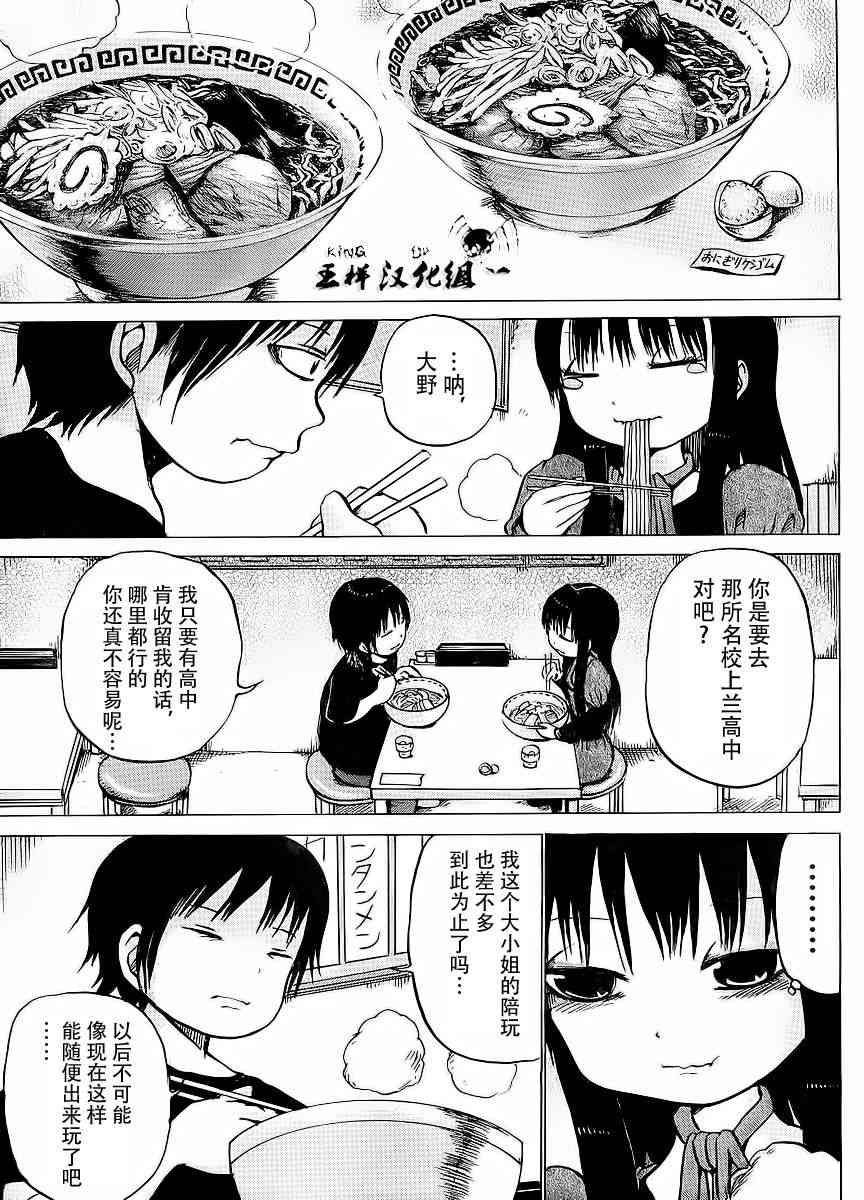 おにぎりケシゴム
KING
王样汉化组
…呐,
大野
你是要去
那所名校上兰高中
对吧?
我只要有高中
肯收留我的话,
哪里都行的
你还真不容易呢…
………
我这个大小姐的陪玩
也差不多
到此为止了吗…
ンタンメン
以后不可能
像现在这样
能随便出来玩了吧
……